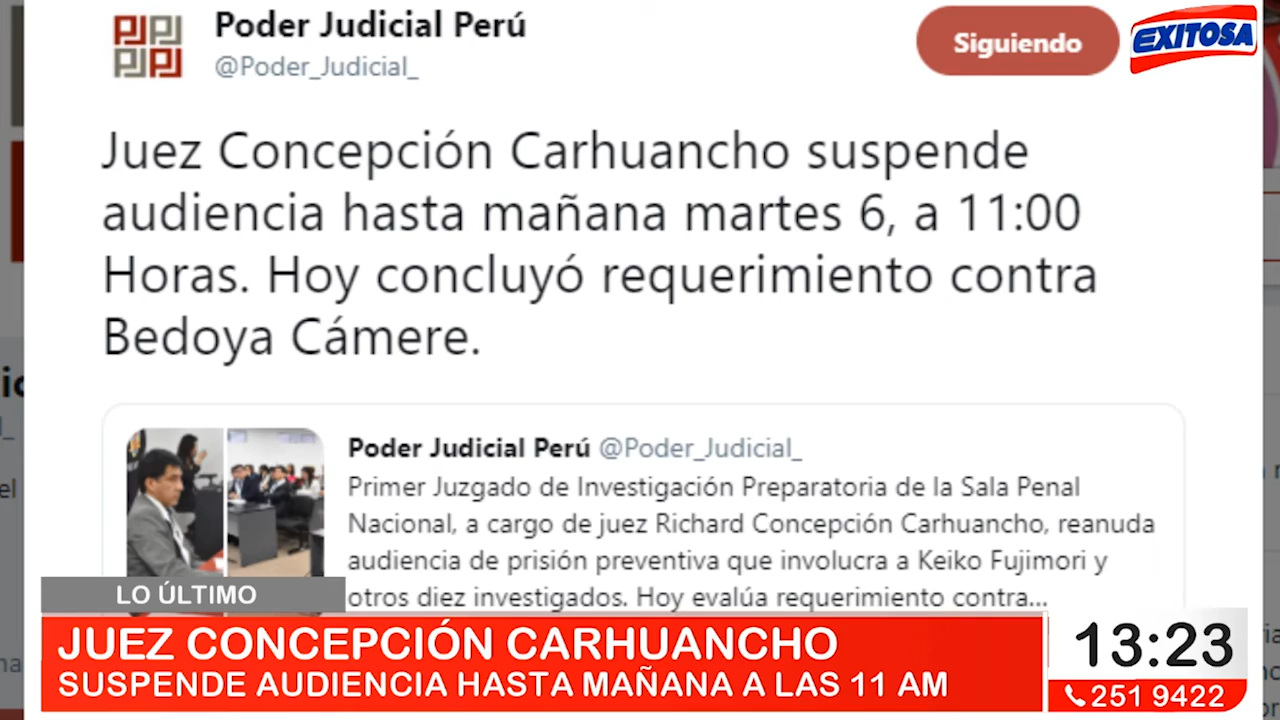 Poder Judicial Perú
@Poder_Judicial_
Siguiendo
EXITOSA
Juez Concepción Carhuancho suspende
audiencia hasta mañana martes 6, a 11:00
Horas. Hoy concluyó requerimiento contra
Bedoya Cámere.
Poder Judicial Perú @Poder_Judicial_
Primer Juzgado de Investigación Preparatoria de la Sala Penal
Nacional, a cargo de juez Richard Concepción Carhuancho, reanuda
audiencia de prisión preventiva que involucra a Keiko Fujimori y
otros diez investigados. Hoy evalúa requerimiento contra...
LO ÚLTIMO
JUEZ CONCEPCIÓN CARHUANCHO
SUSPENDE AUDIENCIA HASTA MAÑANA A LAS 11 AM
13:23
251 9422